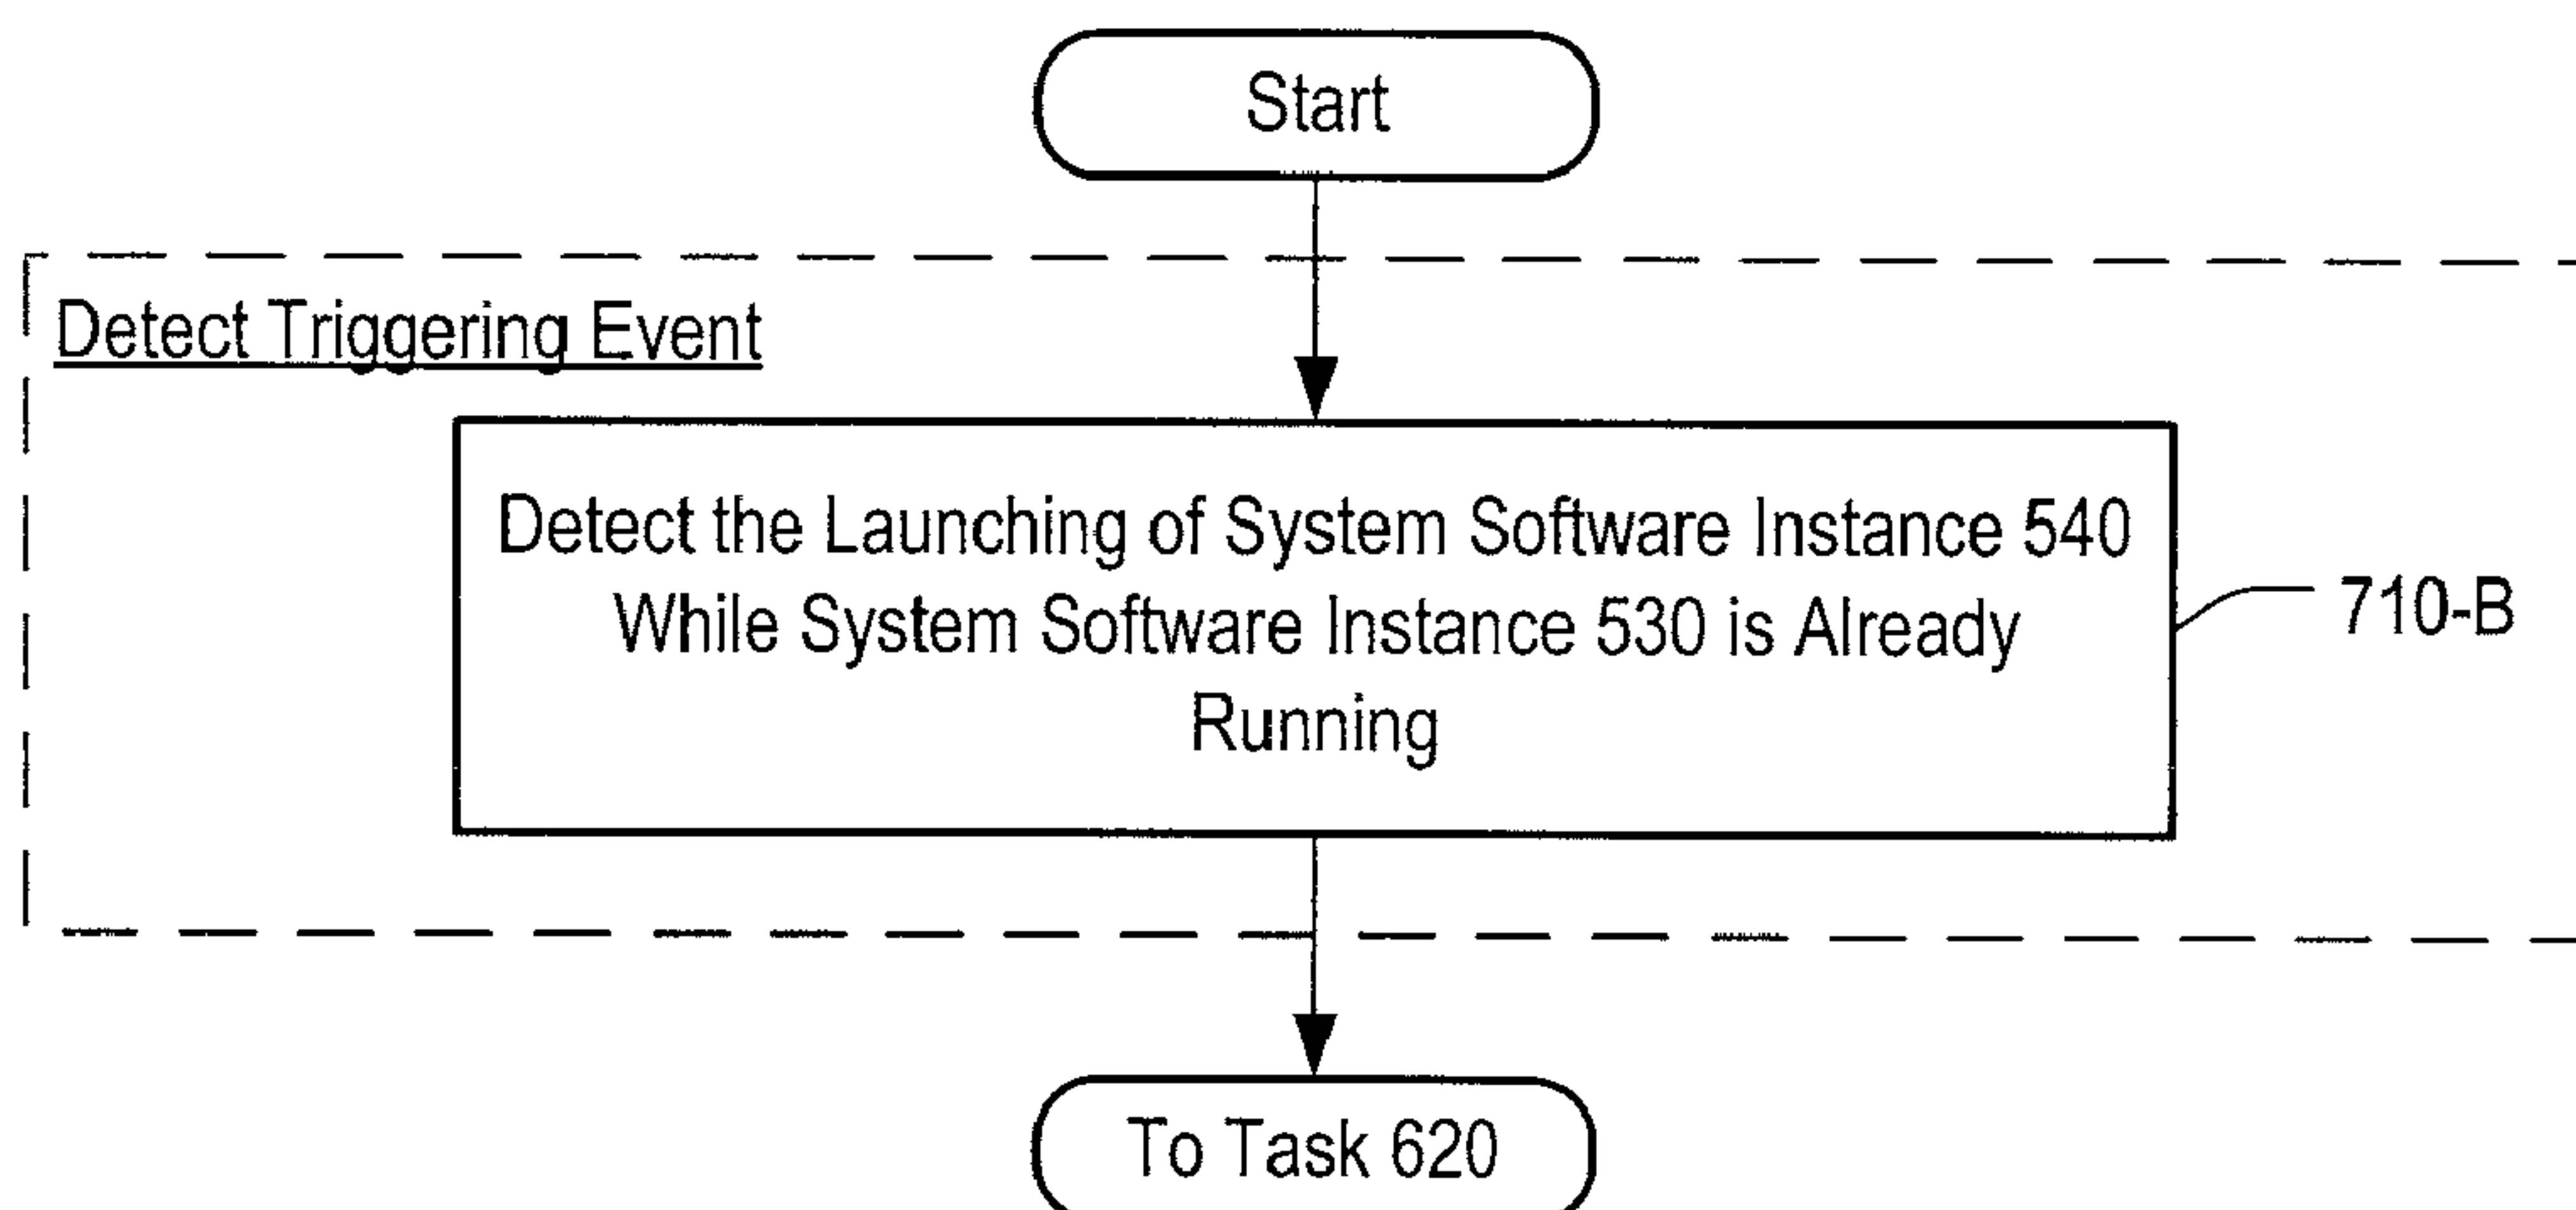 Start
Detect Triggering Event
Detect the Launching of System Software Instance 540
While System Software Instance 530 is Already
Running
710-B
To Task 620